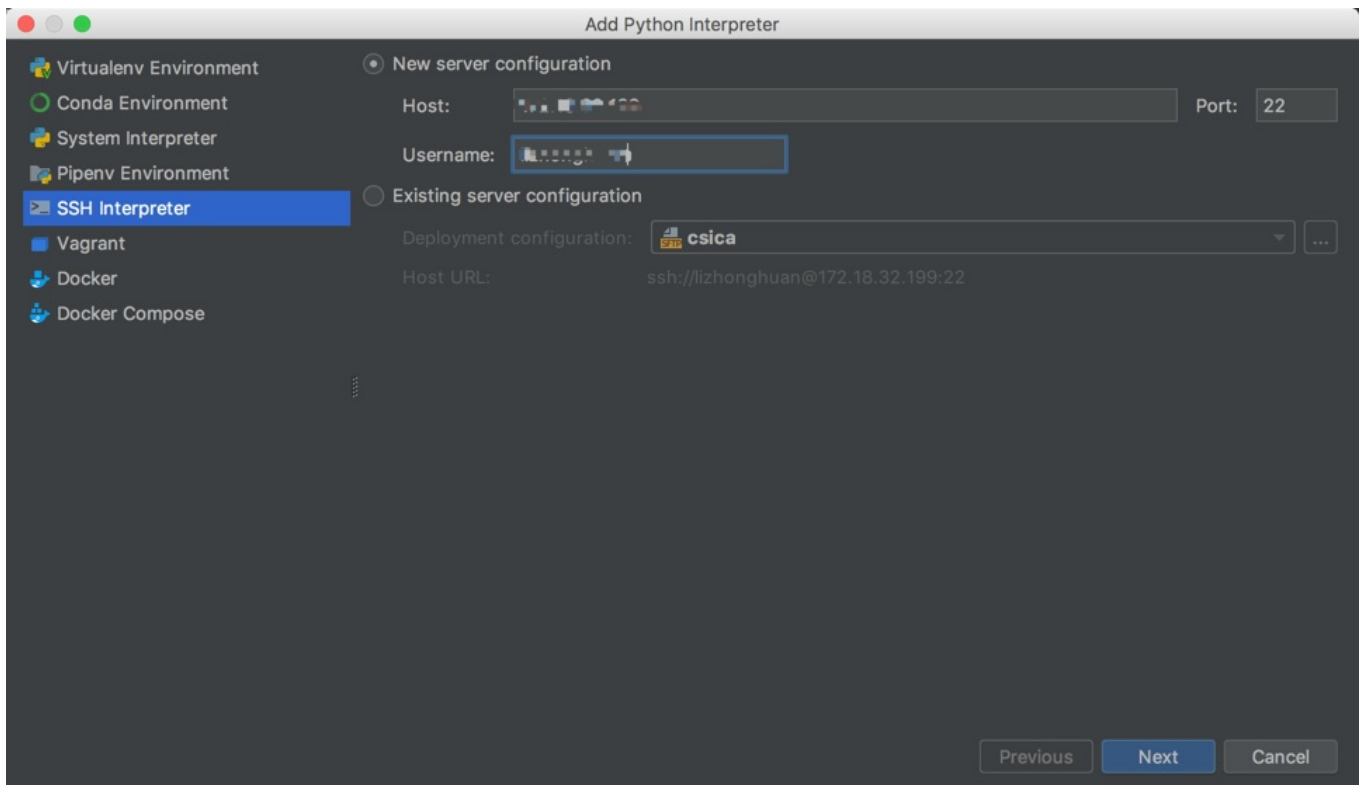 Add Python Interpreter
Virtualenv Environment
Conda Environment
System Interpreter
Pipenv Environment
SSH Interpreter
Vagrant
Docker
Docker Compose
New server configuration
Host: Port: 22
Username:
Existing server configuration
Deployment configuration: SFTP csica ...
Host URL: ssh://lizhonghuan@172.18.32.199:22
Previous Next Cancel